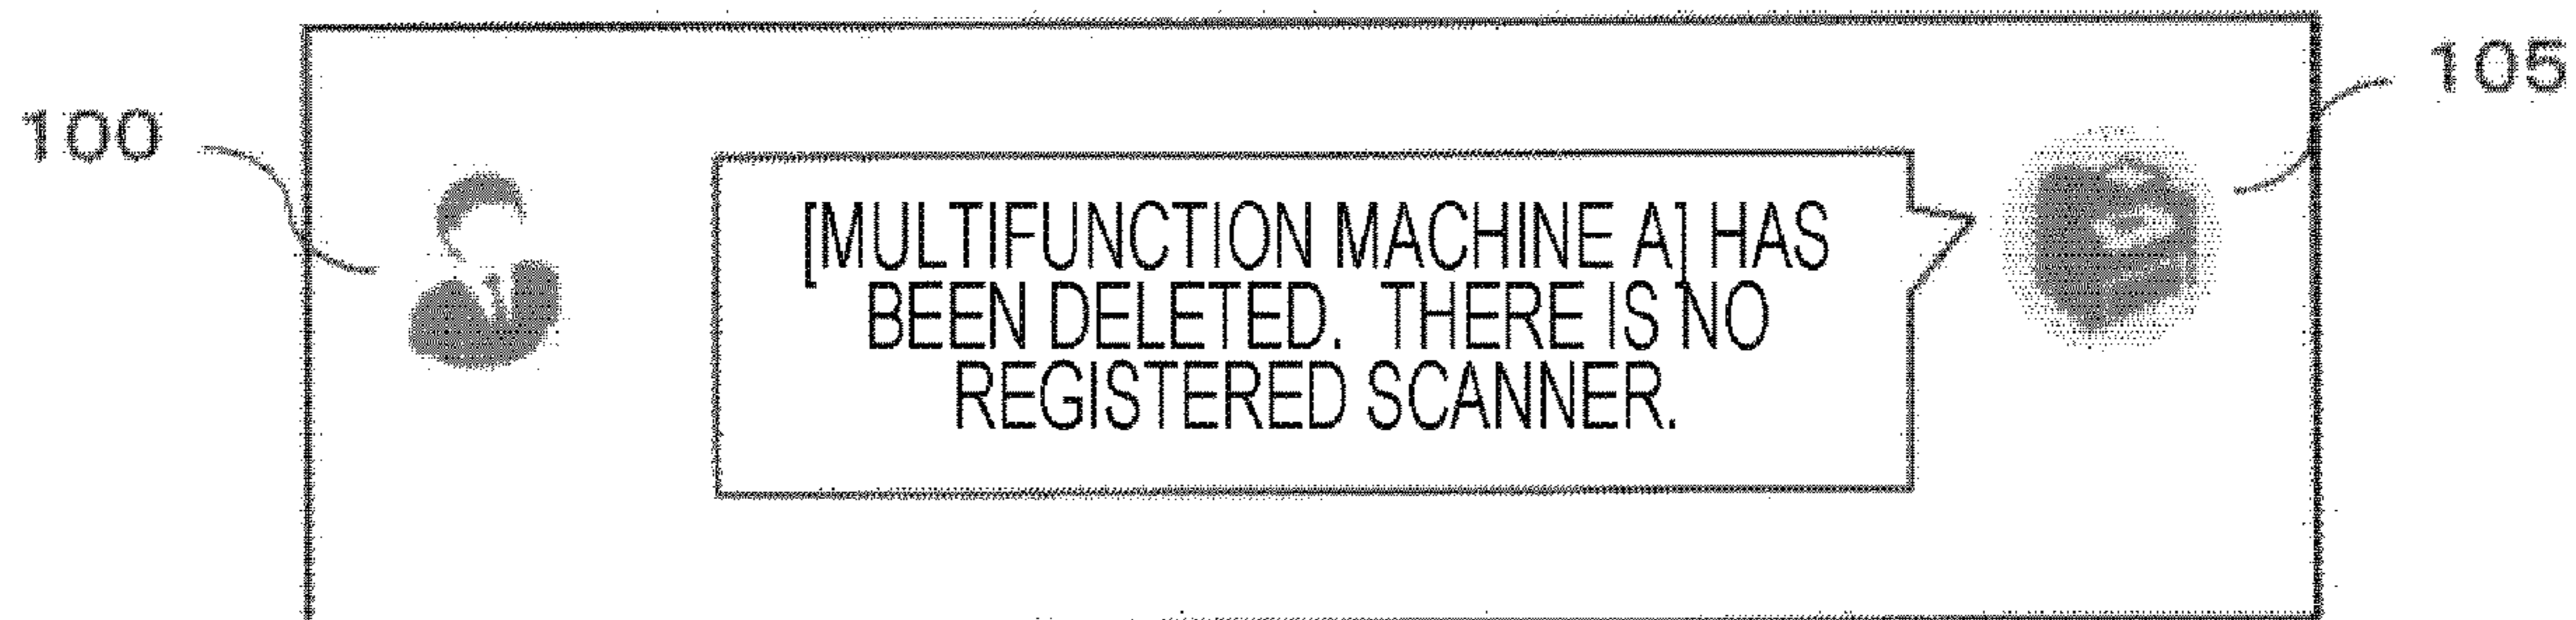 105
100
[MULTIFUNCTION MACHINE A] HAS
BEEN DELETED. THERE IS NO
REGISTERED SCANNER.